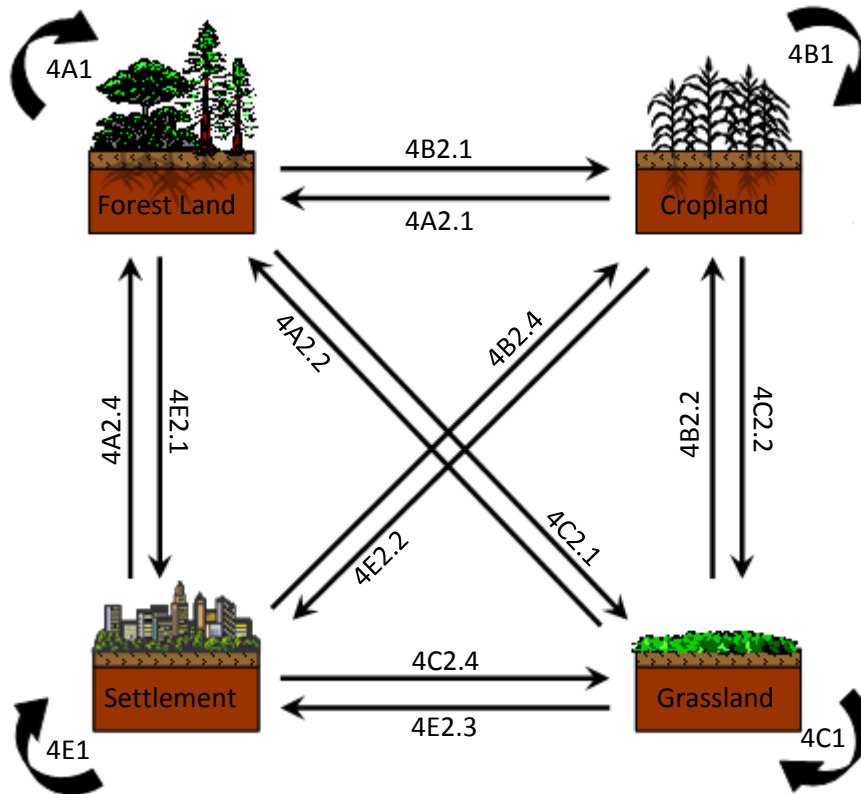 4A1
4B1
4B2.1
Forest Land
Cropland
4A2.1
4A2.2
4B2.4
4A2.4
4E2.1
4B2.2
4C2.2
4E2.2
4C2.1
4C2.4
Settlement
Grassland
4E2.3
4E1
4C1